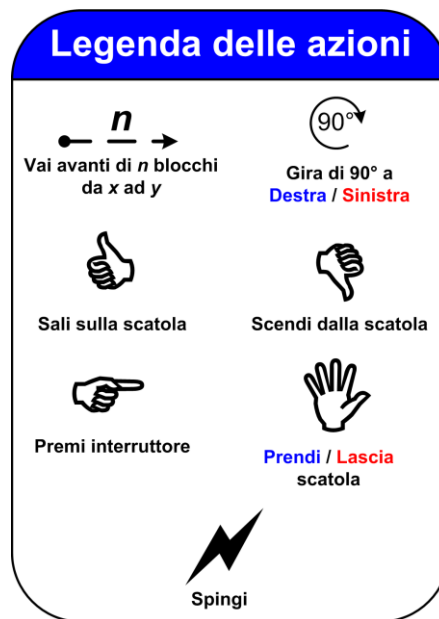 Legenda delle azioni
n
90°
Vai avanti di n blocchi
da x ad y
Gira di 90° a
Destra / Sinistra
Sali sulla scatola
Scendi dalla scatola
Premi interruttore
Prendi / Lascia
scatola
Spingi